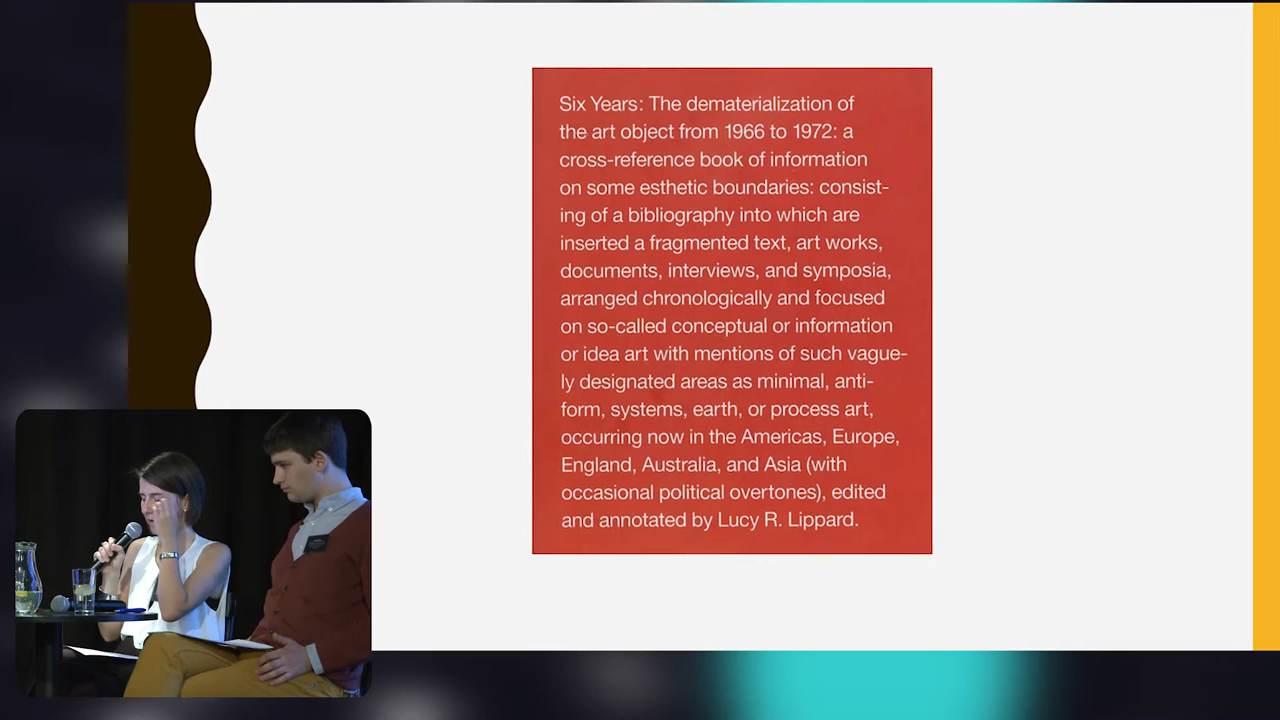 Six Years: The dematerialization of
the art object from 1966 to 1972: a
cross-reference book of information
on some esthetic boundaries: consist-
ing of a bibliography into which are
inserted a fragmented text, art works,
documents, interviews, and symposia,
arranged chronologically and focused
on so-called conceptual or information
or idea art with mentions of such vague-
ly designated areas as minimal, anti-
form, systems, earth, or process art,
occurring now in the Americas, Europe,
England, Australia, and Asia (with
occasional political overtones), edited
and annotated by Lucy R. Lippard.